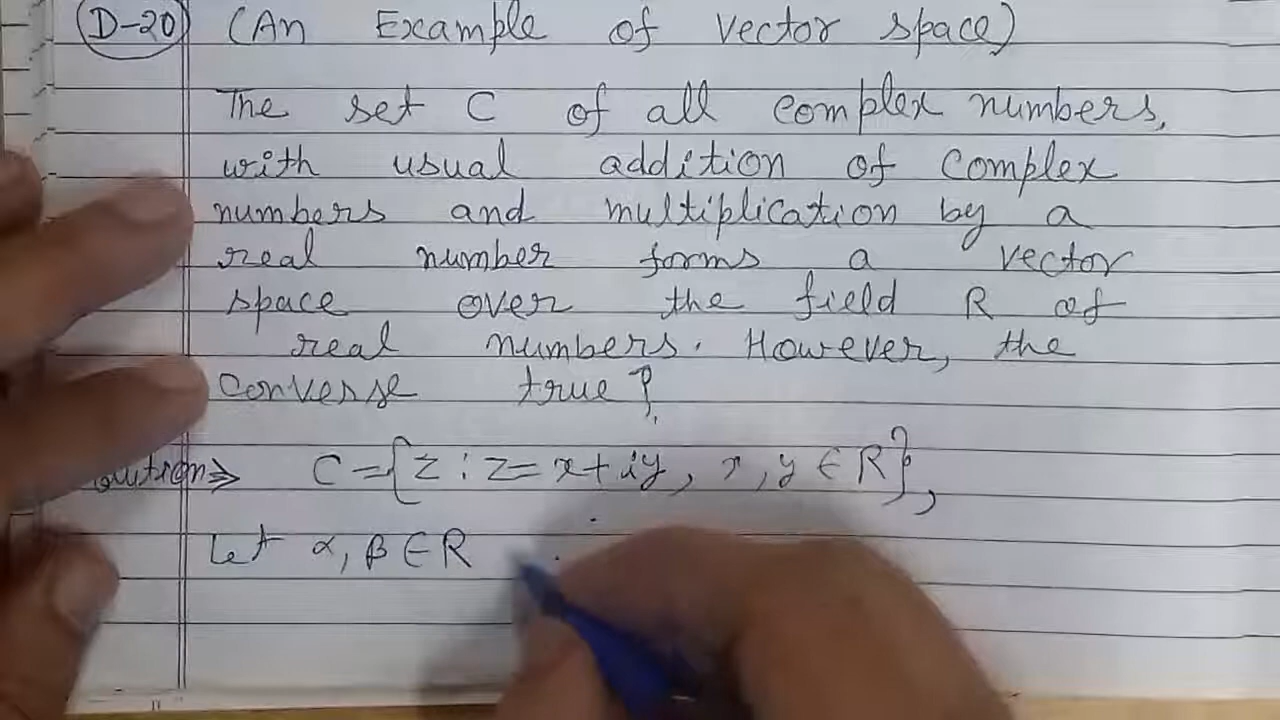 D-20 (An Example of vector space)
The set C of all complex numbers,
with usual addition of complex
numbers and multiplication by a
real number forms a vector
space over the field R of
real numbers. However, the
converse true?
ution⇒ C={z : z=x+iy, x, y ∈ R},
Let α, β ∈ R